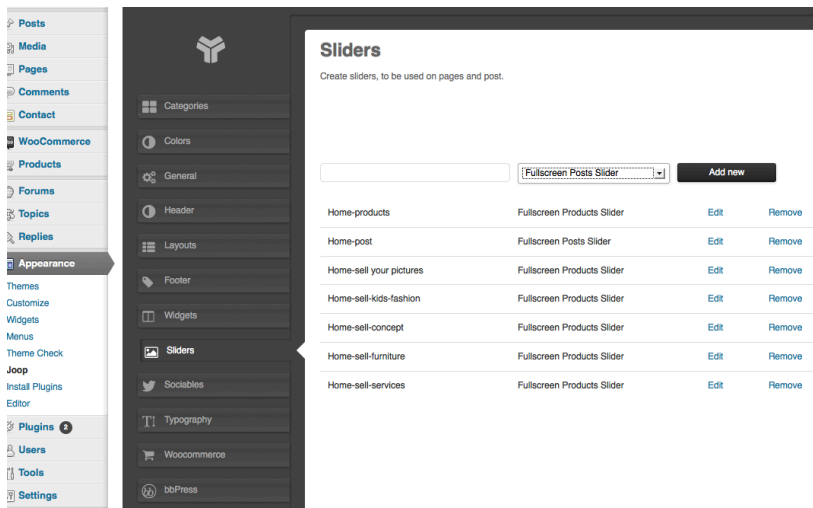 Posts
Media
Pages
Comments
Contact
WooCommerce
Products
Forums
Topics
Replies
Appearance
Themes
Customize
Widgets
Menus
Theme Check
Joop
Install Plugins
Editor
Plugins 2
Users
Tools
Settings
Categories
Colors
General
Header
Layouts
Footer
Widgets
Sliders
Sociables
Typography
Woocommerce
bbPress
Sliders
Create sliders, to be used on pages and post.
Fullscreen Posts Slider Add new
Home-products Fullscreen Products Slider Edit Remove
Home-post Fullscreen Posts Slider Edit Remove
Home-sell your pictures Fullscreen Products Slider Edit Remove
Home-sell-kids-fashion Fullscreen Products Slider Edit Remove
Home-sell-concept Fullscreen Products Slider Edit Remove
Home-sell-furniture Fullscreen Products Slider Edit Remove
Home-sell-services Fullscreen Products Slider Edit Remove